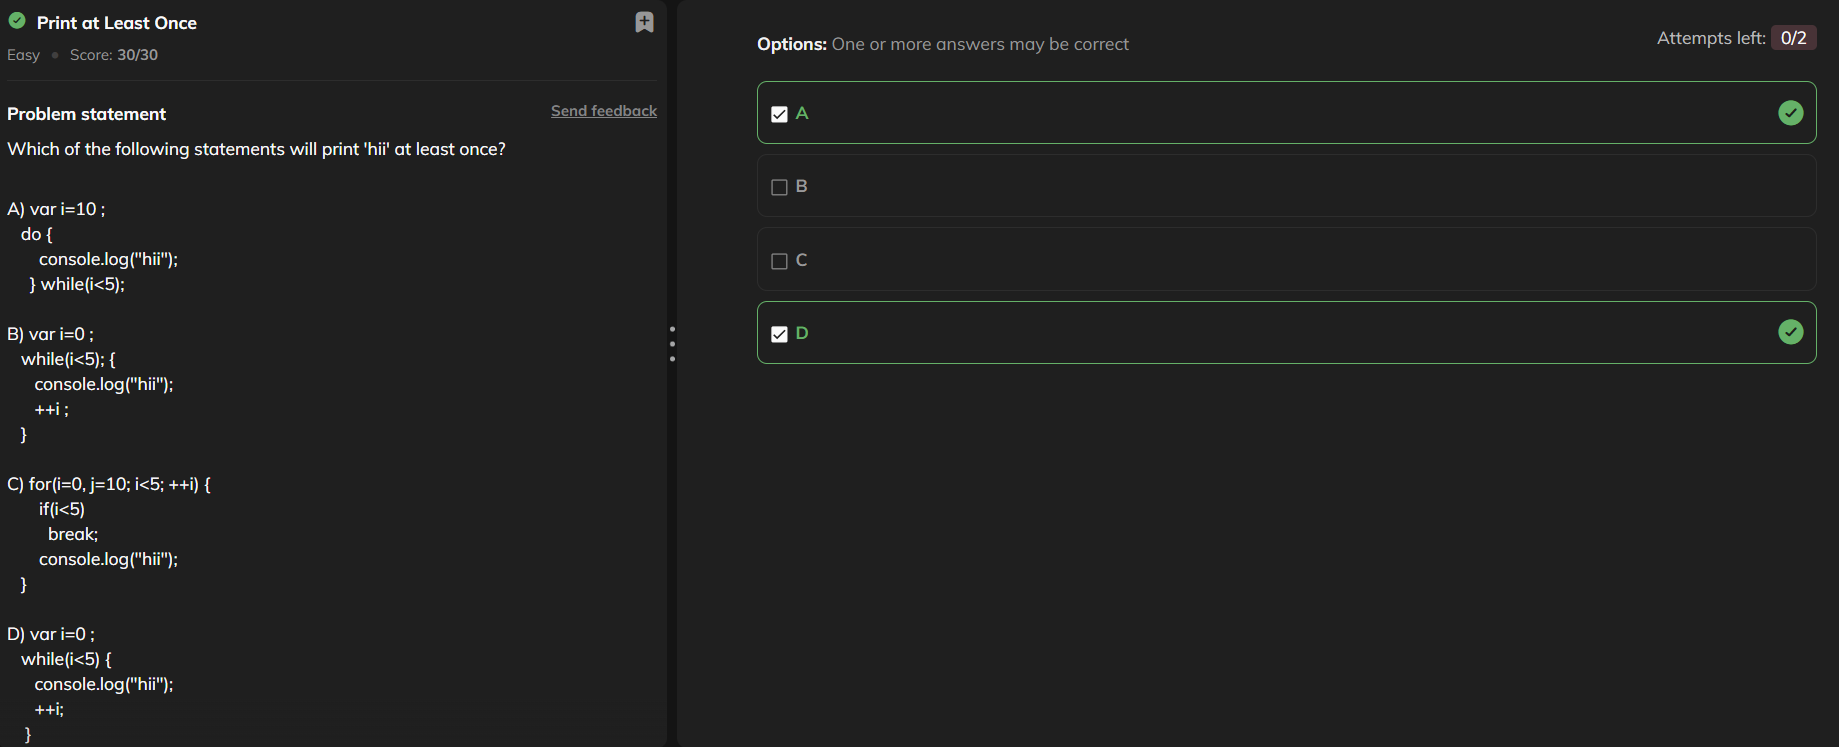 Print at Least Once
Easy • Score: 30/30
Problem statement
Send feedback
Which of the following statements will print 'hii' at least once?
A) var i=10 ;
do {
console.log("hii");
} while(i<5);
B) var i=0 ;
while(i<5); {
console.log("hii");
++i ;
}
C) for(i=0, j=10; i<5; ++i) {
if(i<5)
break;
console.log("hii");
}
D) var i=0 ;
while(i<5) {
console.log("hii");
++i;
}
Options: One or more answers may be correct
Attempts left: 0/2
A
B
C
D